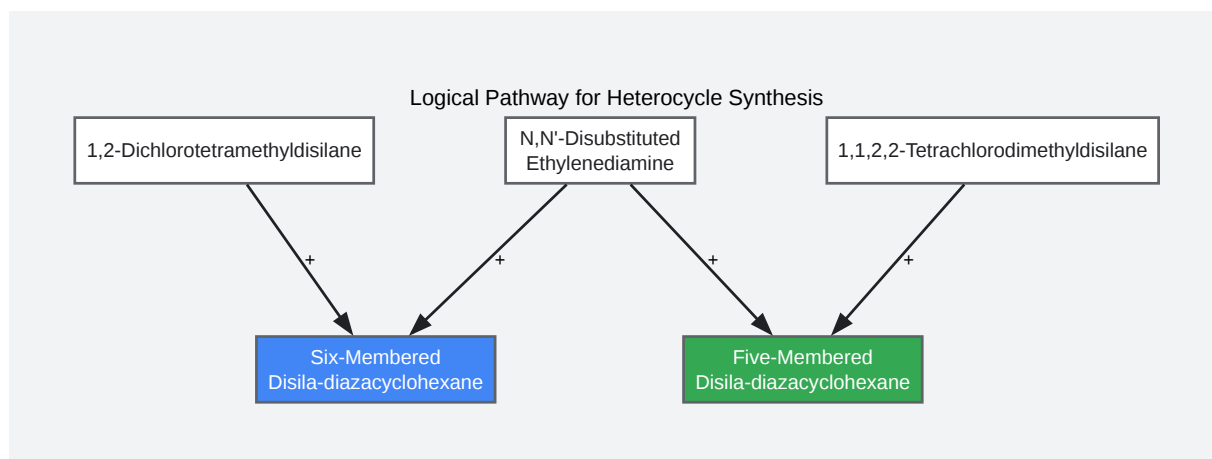 Logical Pathway for Heterocycle Synthesis
1,2-Dichlorotetramethyldisilane
N,N'-Disubstituted
Ethylenediamine
1,1,2,2-Tetrachlorodimethyldisilane
+
+
+
+
Six-Membered
Disila-diazacyclohexane
Five-Membered
Disila-diazacyclohexane